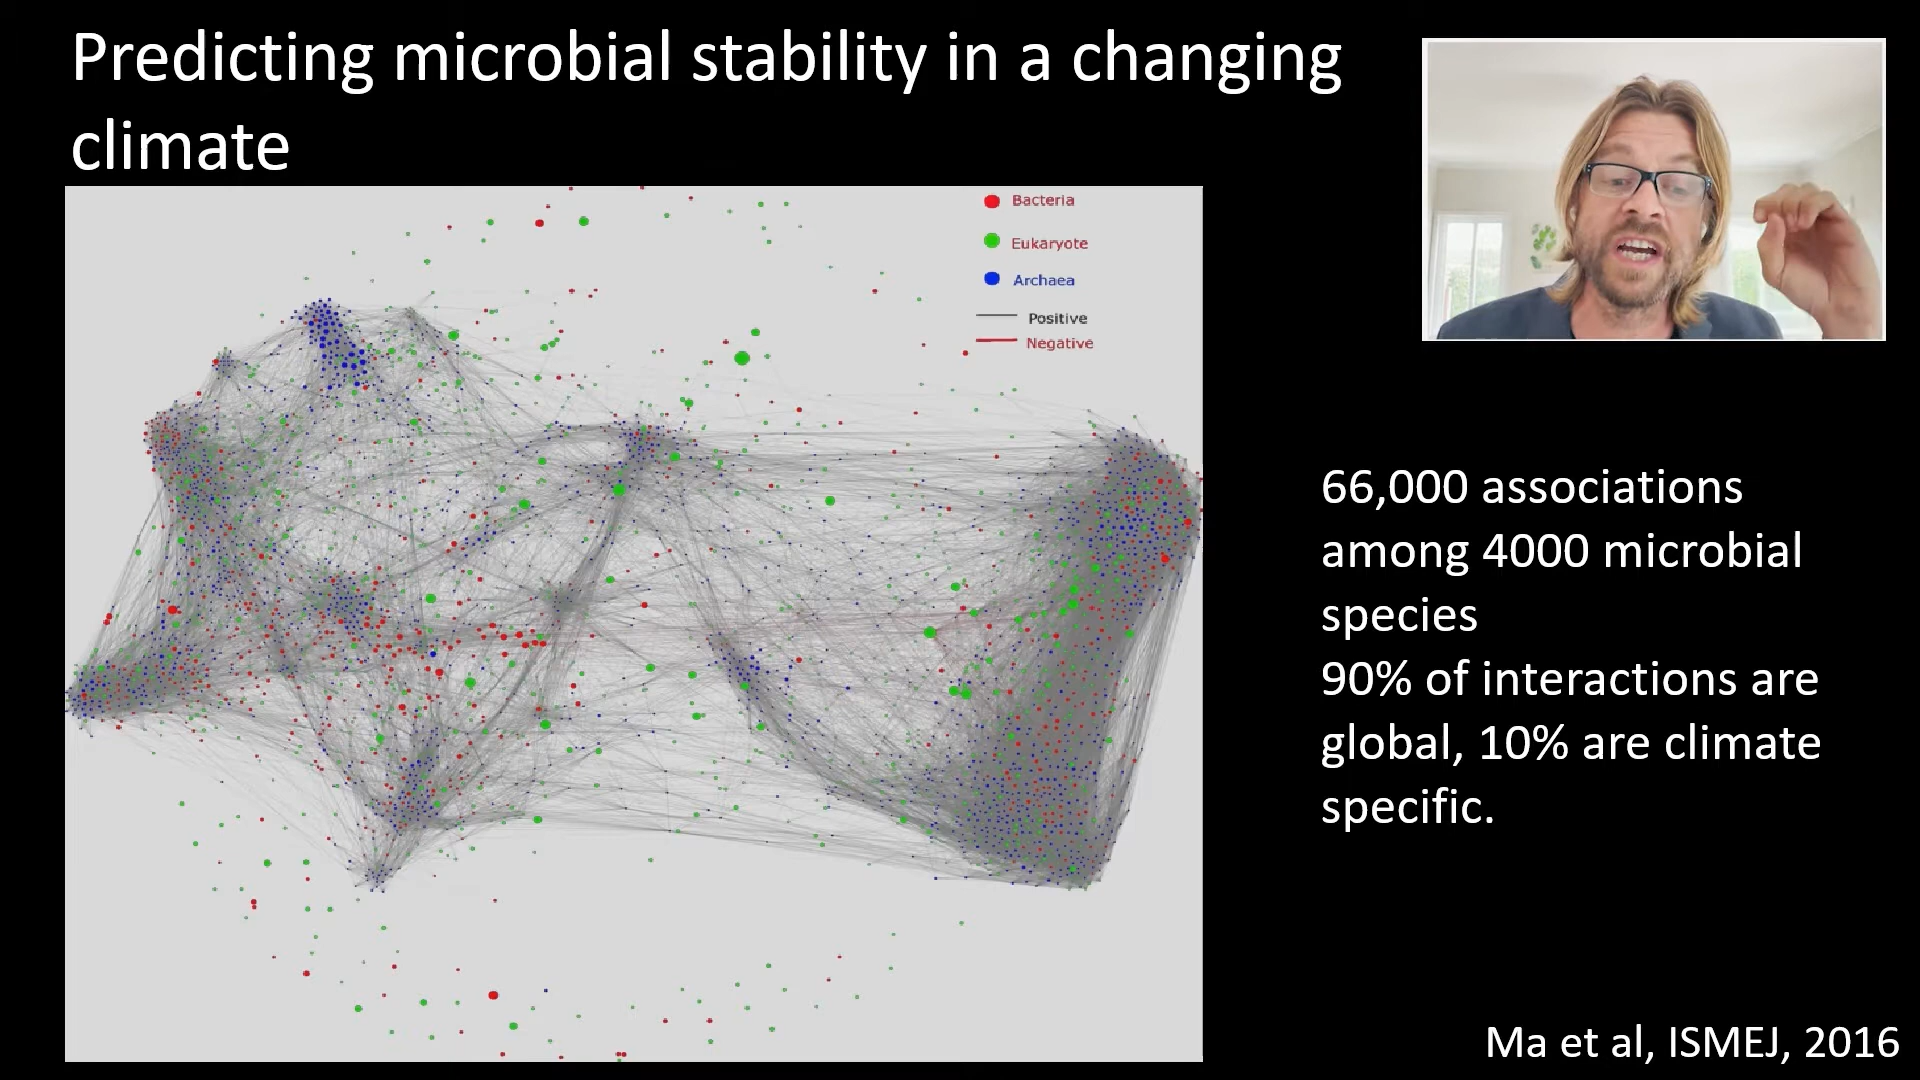 Predicting microbial stability in a changing
climate
Bacteria
Eukaryote
Archaea
Positive
Negative
66,000 associations
among 4000 microbial
species
90% of interactions are
global, 10% are climate
specific.
Ma et al, ISMEJ, 2016